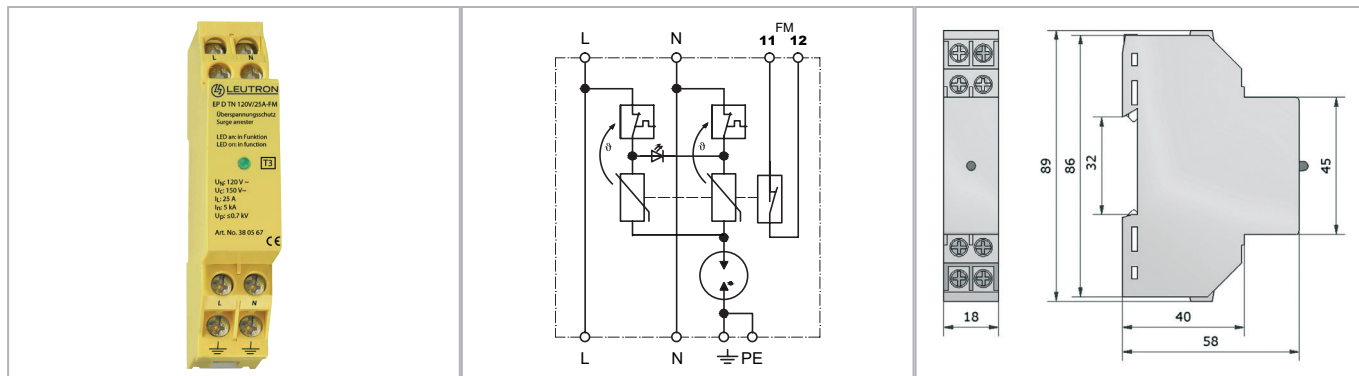 L N
LEUTRON
EP D TN 120V/25A-FM
Überspannungsschutz
Surge arrester
LED an: in Funktion
LED on: in function
T3
UN: 120 V ~
UC: 150 V~
IL: 25 A
In: 5 kA
Up: ≤0.7 kV
Art. No. 38 05 67
CE
L N
L N FM
11 12
ϑ ϑ
L N PE
89
86
32
45
18
40
58